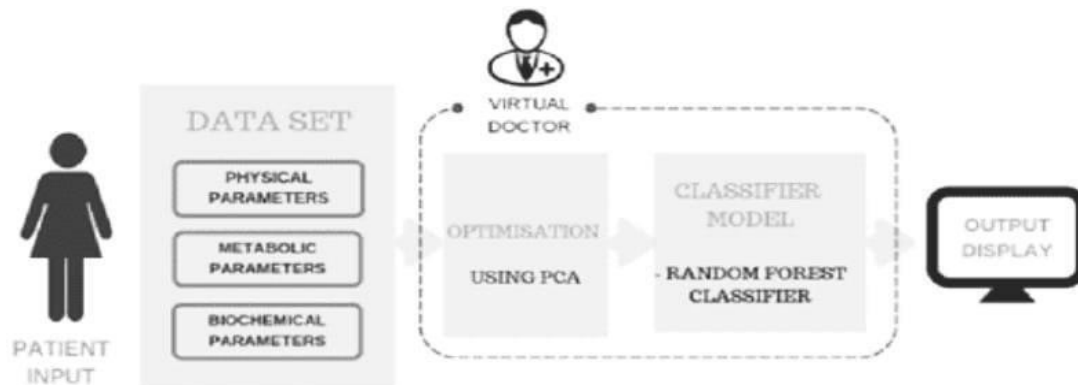 VIRTUAL
DOCTOR
DATA SET
PHYSICAL
PARAMETERS
METABOLIC
PARAMETERS
BIOCHEMICAL
PARAMETERS
PATIENT
INPUT
OPTIMISATION
USING PCA
CLASSIFIER
MODEL
- RANDOM FOREST
CLASSIFIER
OUTPUT
DISPLAY